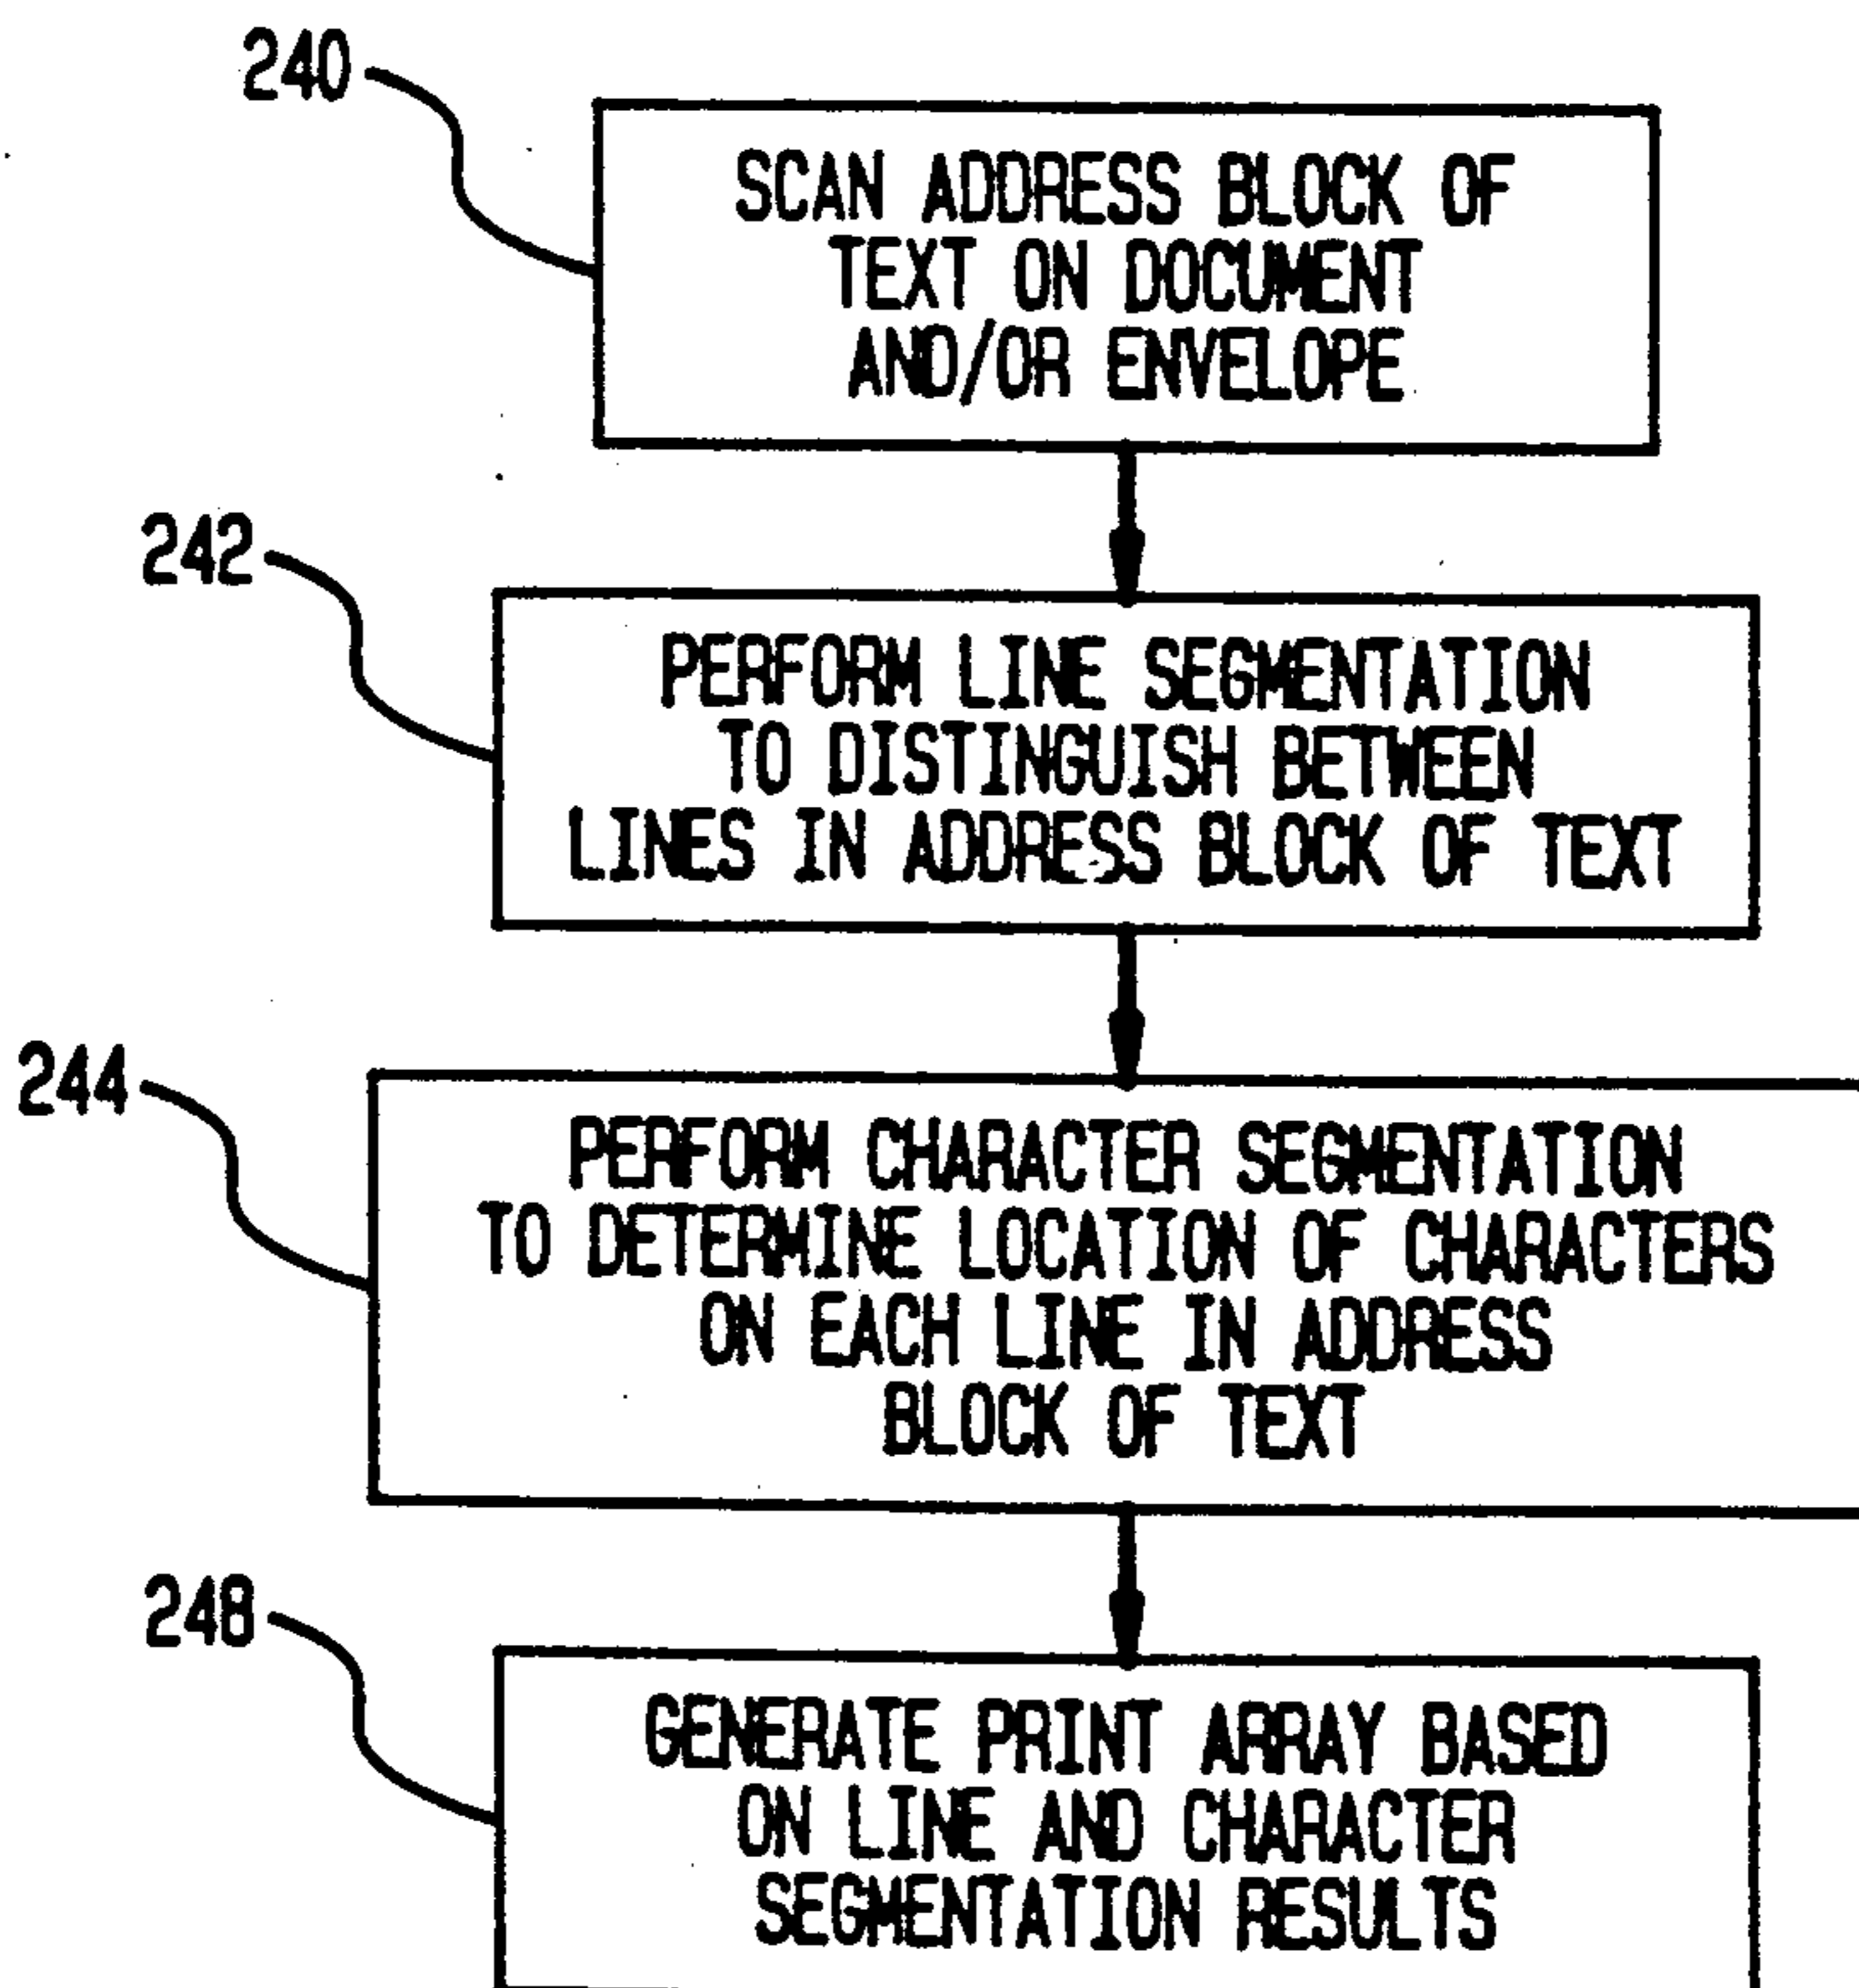 240
SCAN ADDRESS BLOCK OF
TEXT ON DOCUMENT
AND/OR ENVELOPE
242
PERFORM LINE SEGMENTATION
TO DISTINGUISH BETWEEN
LINES IN ADDRESS BLOCK OF TEXT
244
PERFORM CHARACTER SEGMENTATION
TO DETERMINE LOCATION OF CHARACTERS
ON EACH LINE IN ADDRESS
BLOCK OF TEXT
248
GENERATE PRINT ARRAY BASED
ON LINE AND CHARACTER
SEGMENTATION RESULTS